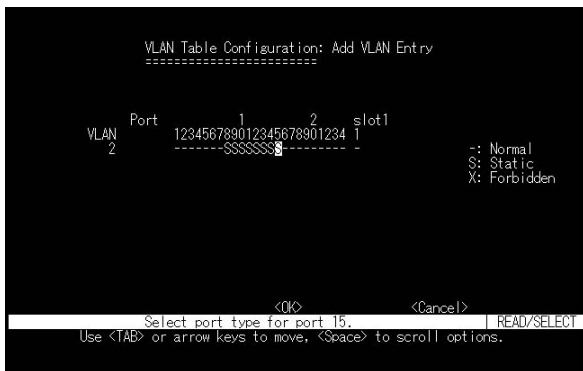 VLAN Table Configuration: Add VLAN Entry
========================
Port 1 2 slot1
VLAN 123456789012345678901234 1
2 -------SSSSSSSS--------- -
-: Normal
S: Static
X: Forbidden
<OK> <Cancel>
Select port type for port 15. READ/SELECT
Use <TAB> or arrow keys to move, <Space> to scroll options.